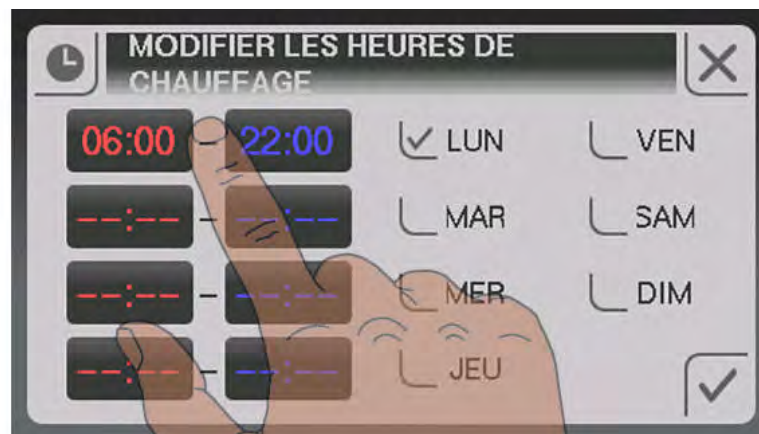 MODIFIER LES HEURES DE
CHAUFFAGE
06:00 - 22:00 LUN VEN
--:-- - --:-- MAR SAM
--:-- - --:-- MER DIM
--:-- - --:-- JEU